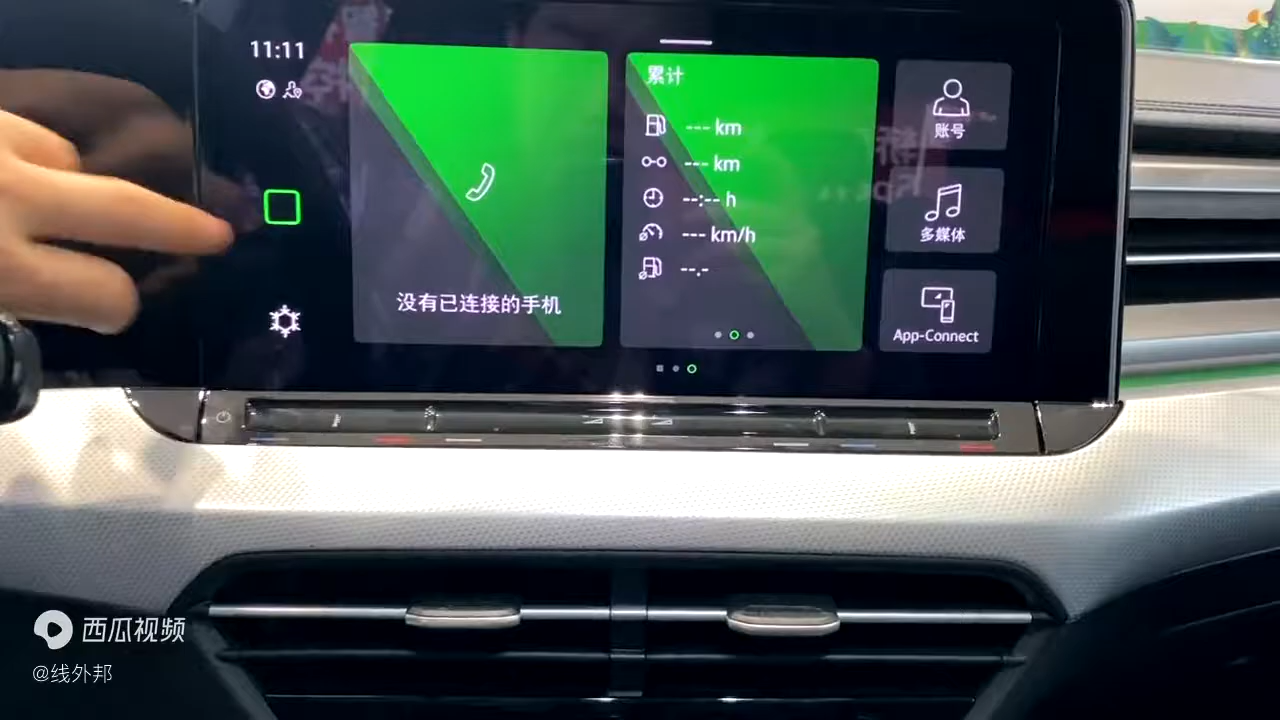 11:11
没有已连接的手机
累计
--- km
--- km
--:-- h
--- km/h
--.-
账号
多媒体
App-Connect
西瓜视频
@线外邦